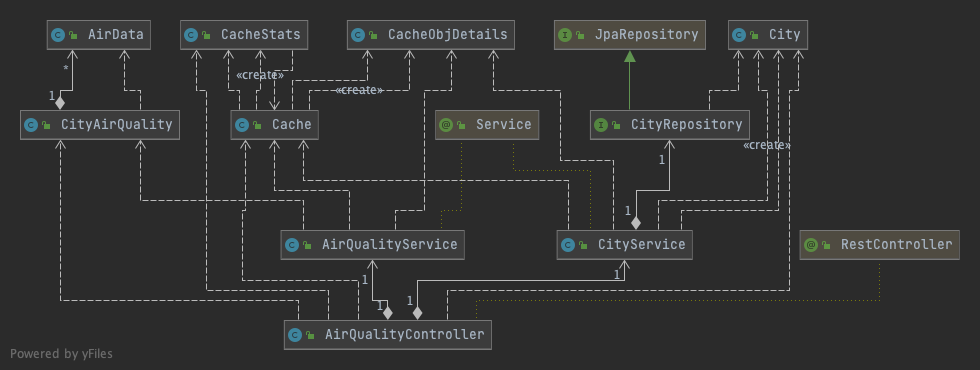 AirData
CacheStats
CacheObjDetails
JpaRepository
City
*
«create»
«create»
1
CityAirQuality
Cache
Service
CityRepository
«create»
1
1
AirQualityService
CityService
RestController
1
1
1
1
AirQualityController
Powered by yFiles